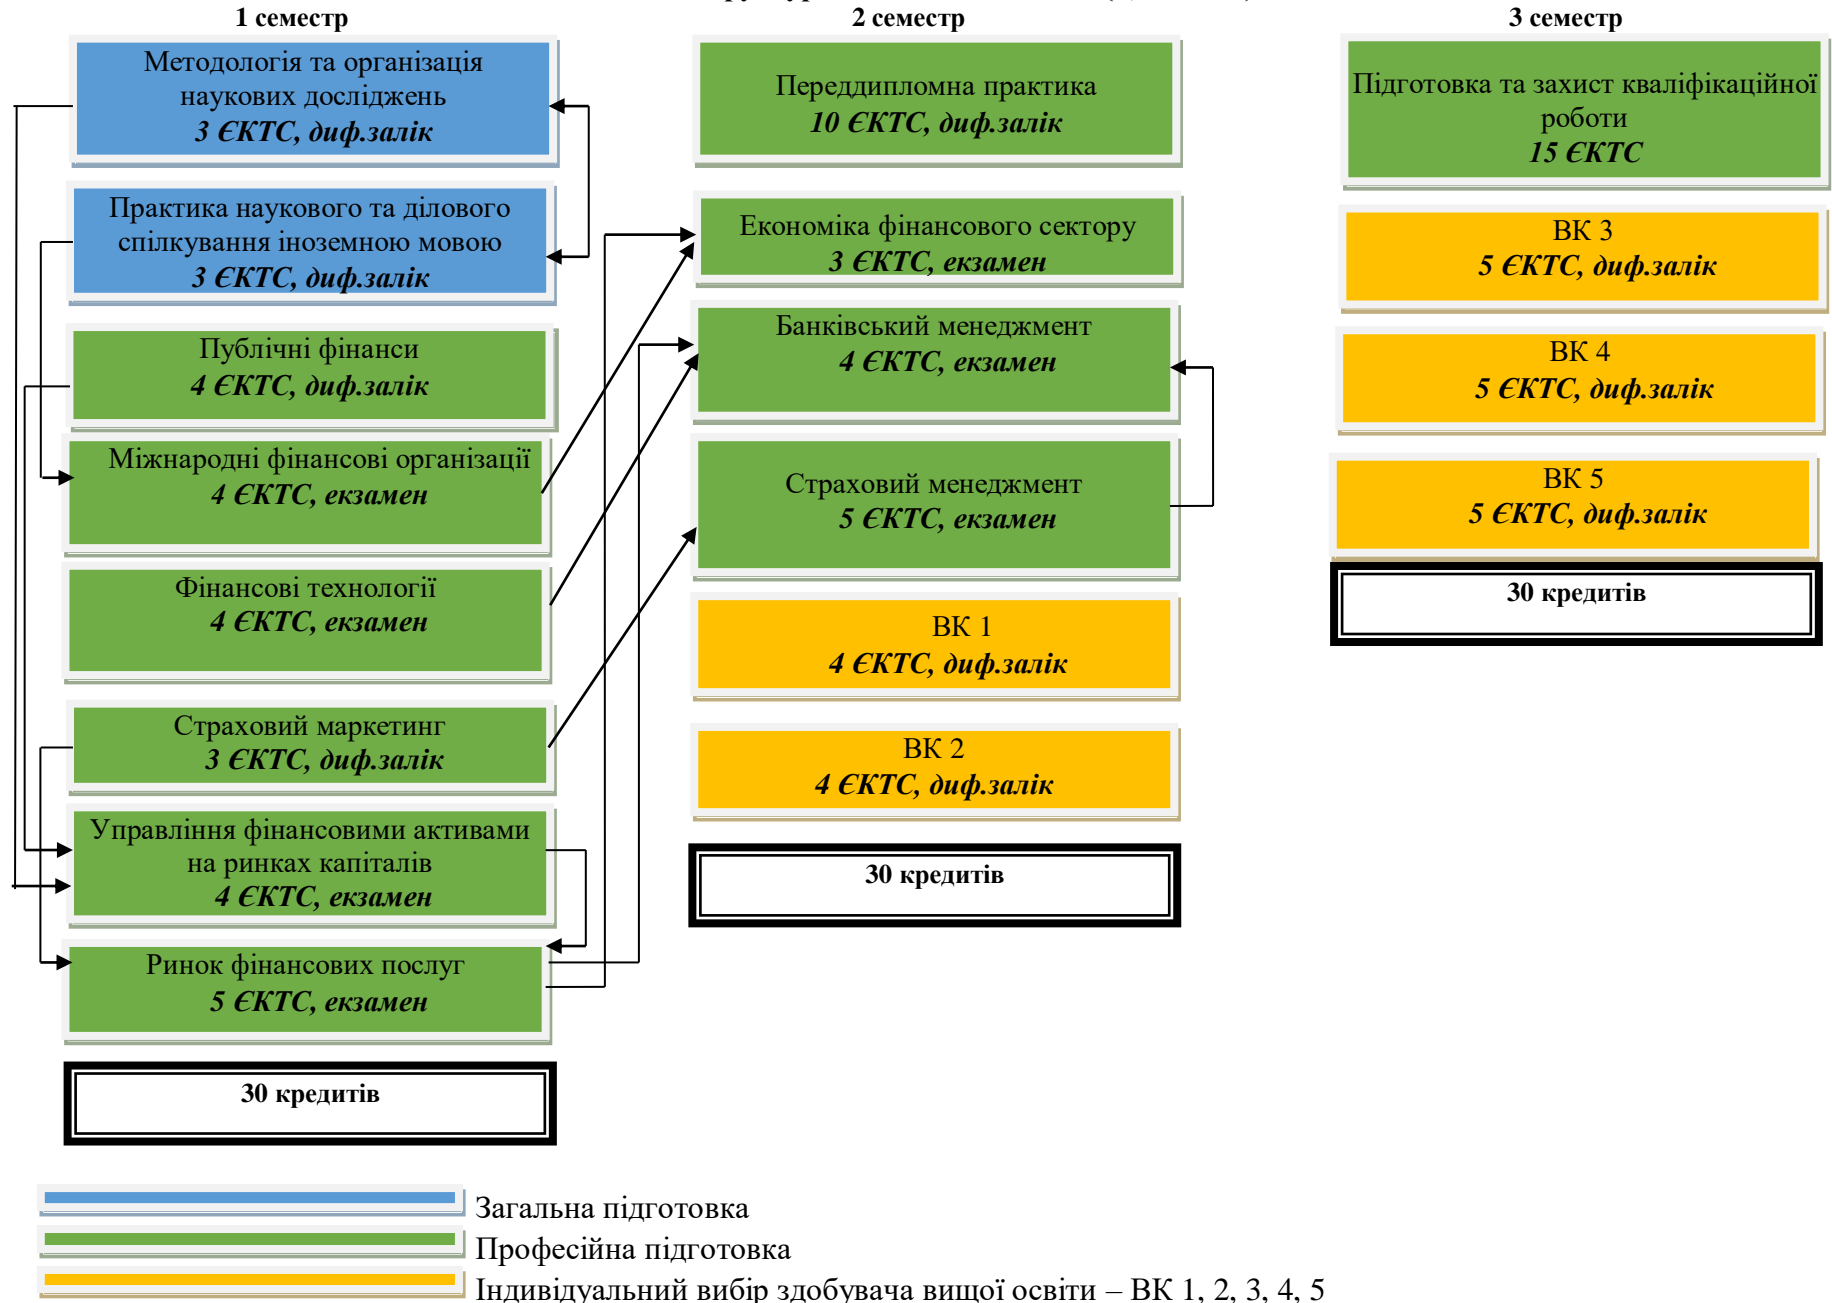 1 семестр
Методологія та організація
наукових досліджень
3 ЄКТС, диф.залік
Практика наукового та ділового
спілкування іноземною мовою
3 ЄКТС, диф.залік
Публічні фінанси
4 ЄКТС, диф.залік
Міжнародні фінансові організації
4 ЄКТС, екзамен
Фінансові технології
4 ЄКТС, екзамен
Страховий маркетинг
3 ЄКТС, диф.залік
Управління фінансовими активами
на ринках капіталів
4 ЄКТС, екзамен
Ринок фінансових послуг
5 ЄКТС, екзамен
30 кредитів
2 семестр
Переддипломна практика
10 ЄКТС, диф.залік
Економіка фінансового сектору
3 ЄКТС, екзамен
Банківський менеджмент
4 ЄКТС, екзамен
Страховий менеджмент
5 ЄКТС, екзамен
ВК 1
4 ЄКТС, диф.залік
ВК 2
4 ЄКТС, диф.залік
30 кредитів
3 семестр
Підготовка та захист кваліфікаційної
роботи
15 ЄКТС
ВК 3
5 ЄКТС, диф.залік
ВК 4
5 ЄКТС, диф.залік
ВК 5
5 ЄКТС, диф.залік
30 кредитів
Загальна підготовка
Професійна підготовка
Індивідуальний вибір здобувача вищої освіти – ВК 1, 2, 3, 4, 5